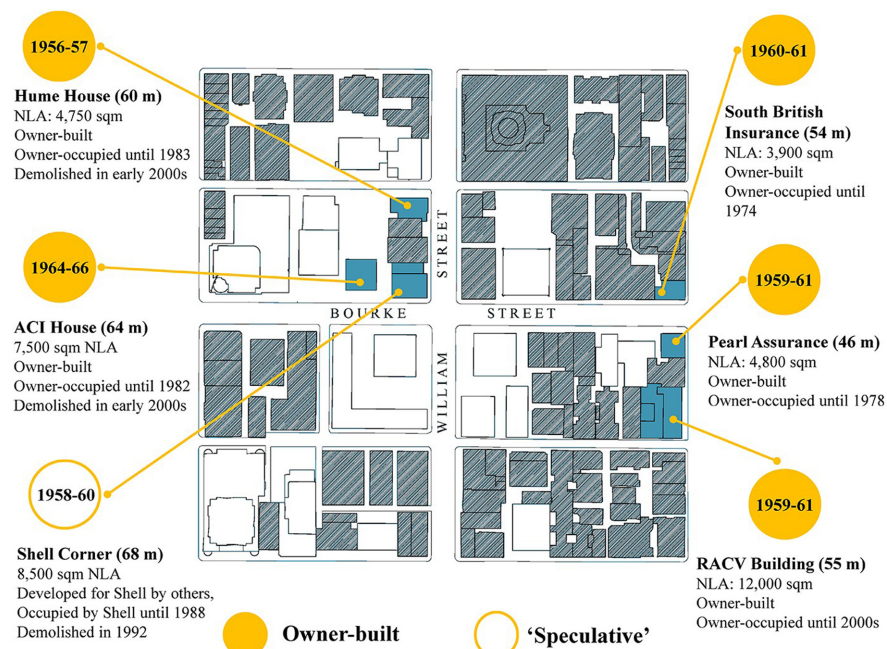 1956-57
Hume House (60 m)
NLA: 4,750 sqm
Owner-built
Owner-occupied until 1983
Demolished in early 2000s
1964-66
ACI House (64 m)
7,500 sqm NLA
Owner-built
Owner-occupied until 1982
Demolished in early 2000s
1958-60
Shell Corner (68 m)
8,500 sqm NLA
Developed for Shell by others,
Occupied by Shell until 1988
Demolished in 1992
BOURKE STREET
WILLIAM STREET
1960-61
South British
Insurance (54 m)
NLA: 3,900 sqm
Owner-built
Owner-occupied until
1974
1959-61
Pearl Assurance (46 m)
NLA: 4,800 sqm
Owner-built
Owner-occupied until 1978
1959-61
RACV Building (55 m)
NLA: 12,000 sqm
Owner-built
Owner-occupied until 2000s
Owner-built
‘Speculative’